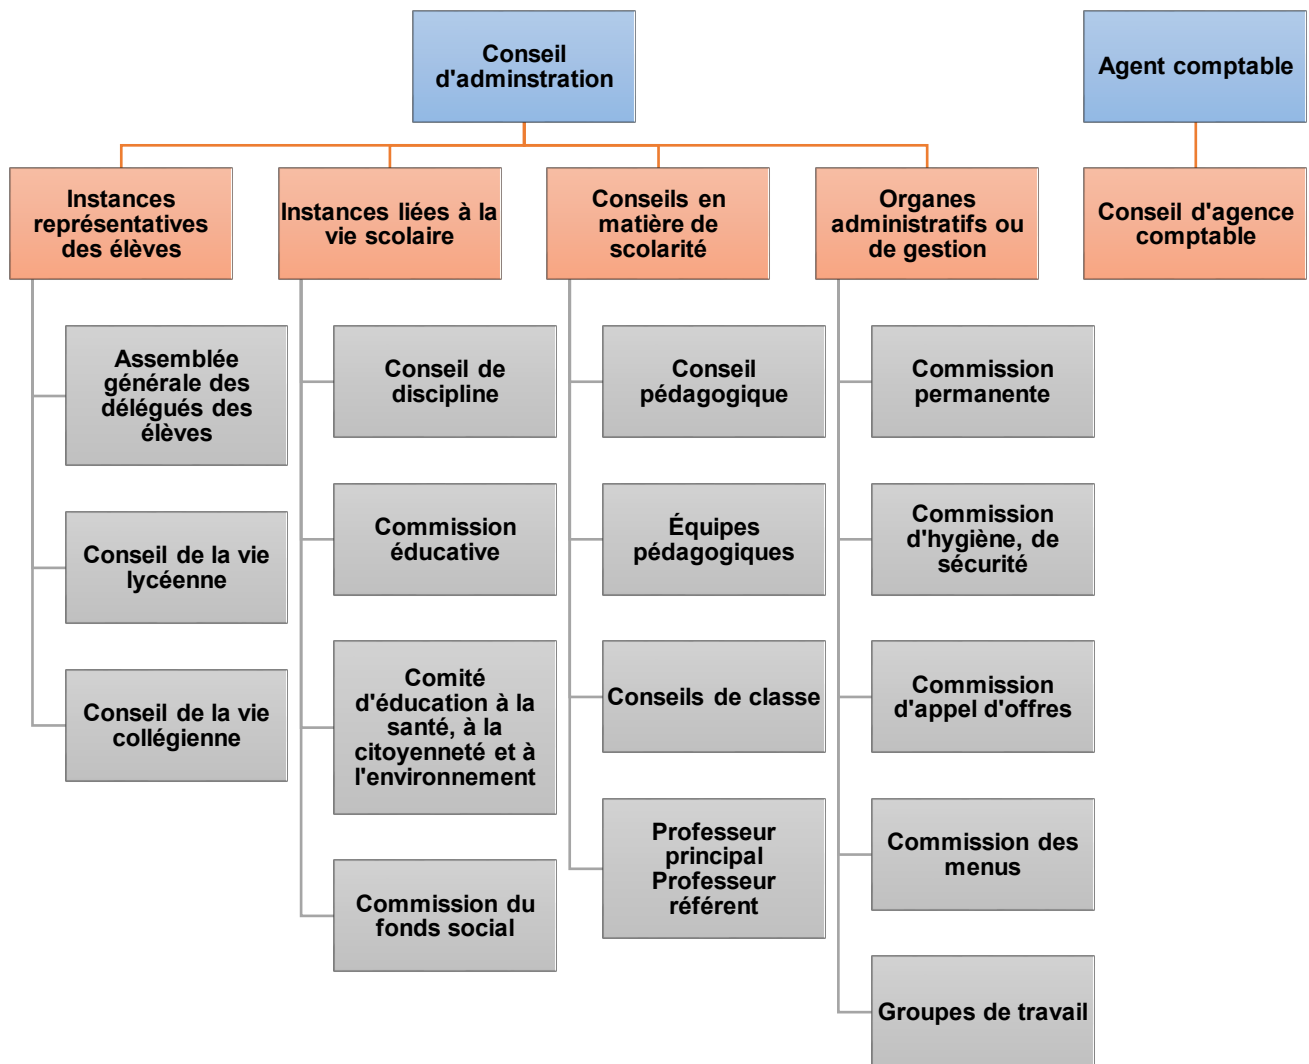 Conseil
d'adminstration
Agent comptable
Instances
représentatives
des élèves
Instances liées à la
vie scolaire
Conseils en
matière de
scolarité
Organes
administratifs ou
de gestion
Conseil d'agence
comptable
Assemblée
générale des
délégués des
élèves
Conseil de la vie
lycéenne
Conseil de la vie
collégienne
Conseil de
discipline
Commission
éducative
Comité
d'éducation à la
santé, à la
citoyenneté et à
l'environnement
Commission du
fonds social
Conseil
pédagogique
Équipes
pédagogiques
Conseils de classe
Professeur
principal
Professeur
référent
Commission
permanente
Commission
d'hygiène, de
sécurité
Commission
d'appel d'offres
Commission des
menus
Groupes de travail